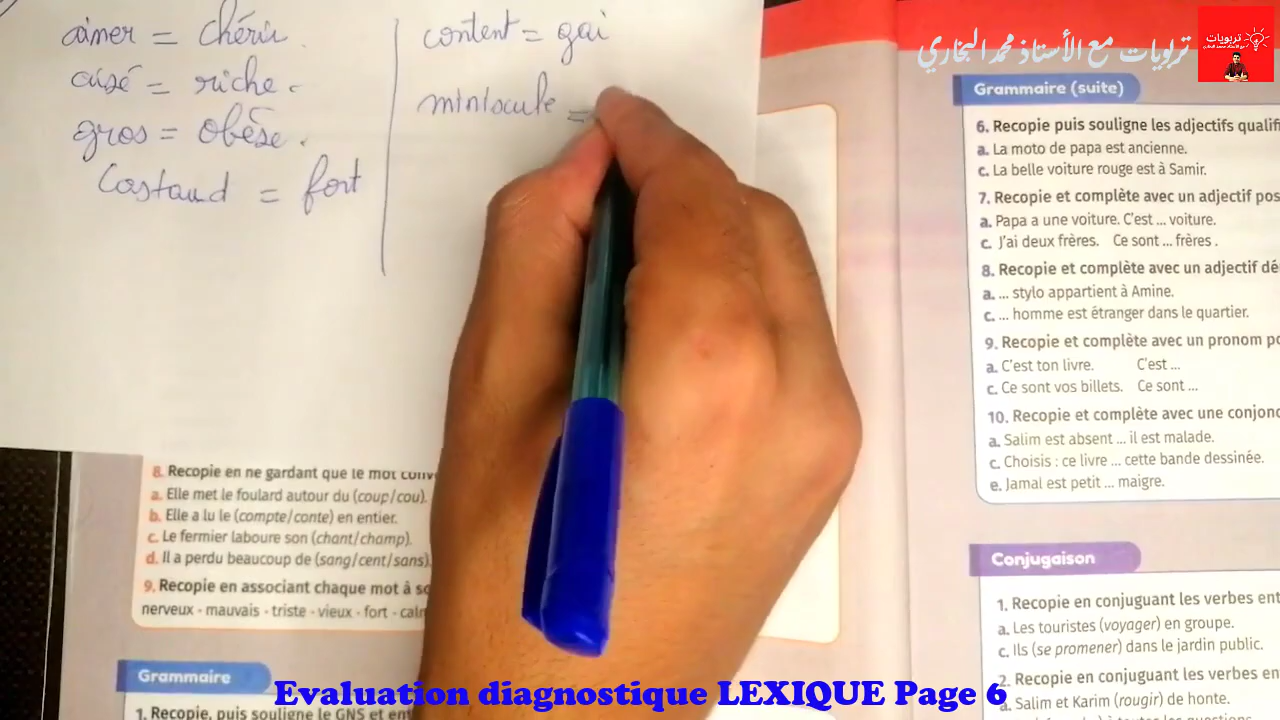 aimer = chérir.
aisé = riche.
gros = obèse.
Costaud = fort
content = gai
miniscule =
تربويات مع الأستاذ محمد البخاري
تربويات
Grammaire (suite)
6. Recopie puis souligne les adjectifs qualifi
a. La moto de papa est ancienne.
c. La belle voiture rouge est à Samir.
7. Recopie et complète avec un adjectif pos
a. Papa a une voiture. C'est ... voiture.
c. J'ai deux frères. Ce sont ... frères .
8. Recopie et complète avec un adjectif dé
a. ... stylo appartient à Amine.
c. ... homme est étranger dans le quartier.
9. Recopie et complète avec un pronom po
a. C'est ton livre. C'est ...
c. Ce sont vos billets. Ce sont ...
10. Recopie et complète avec une conjonc
a. Salim est absent ... il est malade.
c. Choisis : ce livre ... cette bande dessinée.
e. Jamal est petit ... maigre.
8. Recopie en ne gardant que le mot conv
a. Elle met le foulard autour du (coup/cou).
b. Elle a lu le (compte/conte) en entier.
c. Le fermier laboure son (chant/champ).
d. Il a perdu beaucoup de (sang/cent/sans).
9. Recopie en associant chaque mot à so
nerveux - mauvais - triste - vieux - fort - caln
Grammaire
1. Recopie, puis souligne le GNS et ent
Conjugaison
1. Recopie en conjuguant les verbes ent
a. Les touristes (voyager) en groupe.
c. Ils (se promener) dans le jardin public.
2. Recopie en conjuguant les verbes en
a. Salim et Karim (rougir) de honte.
Evaluation diagnostique LEXIQUE Page 6